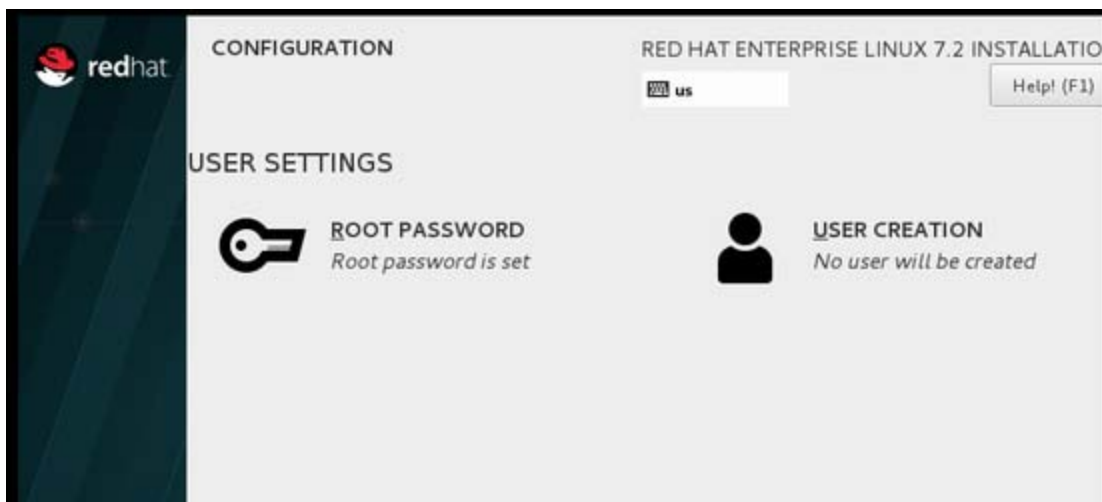 redhat
CONFIGURATION
RED HAT ENTERPRISE LINUX 7.2 INSTALLATIO
us
Help! (F1)
USER SETTINGS
ROOT PASSWORD
Root password is set
USER CREATION
No user will be created